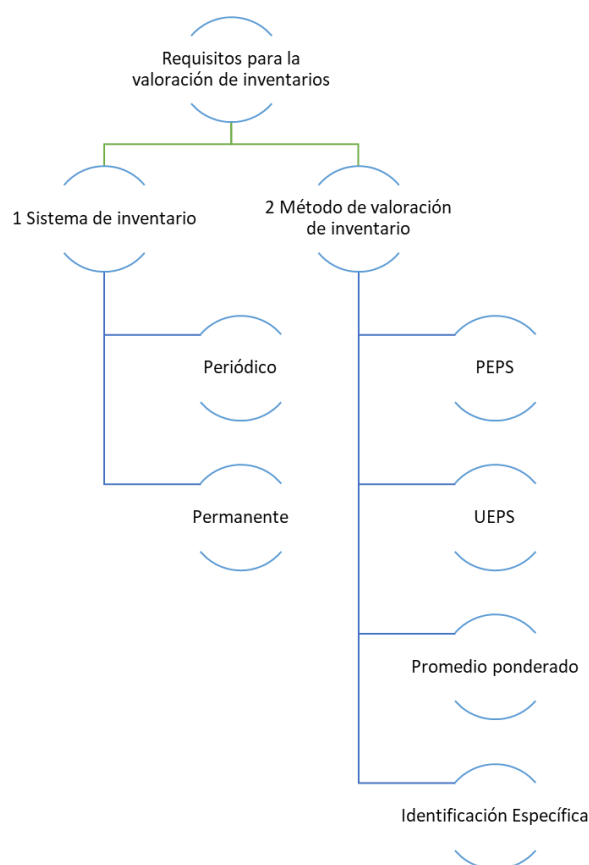 Requisitos para la
valoración de inventarios
1 Sistema de inventario
2 Método de valoración
de inventario
Periódico
PEPS
Permanente
UEPS
Promedio ponderado
Identificación Específica